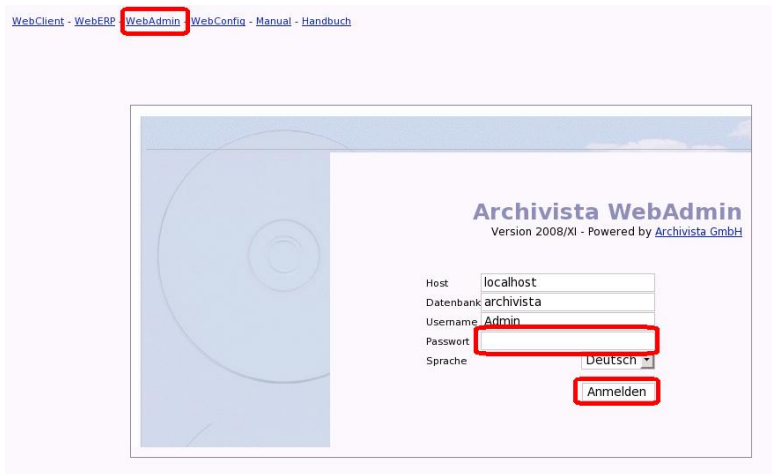 WebClient - WebERP - WebAdmin - WebConfig - Manual - Handbuch
Archivista WebAdmin
Version 2008/XI - Powered by Archivista GmbH
Host localhost
Datenbank archivista
Username Admin
Passwort
Sprache Deutsch
Anmelden